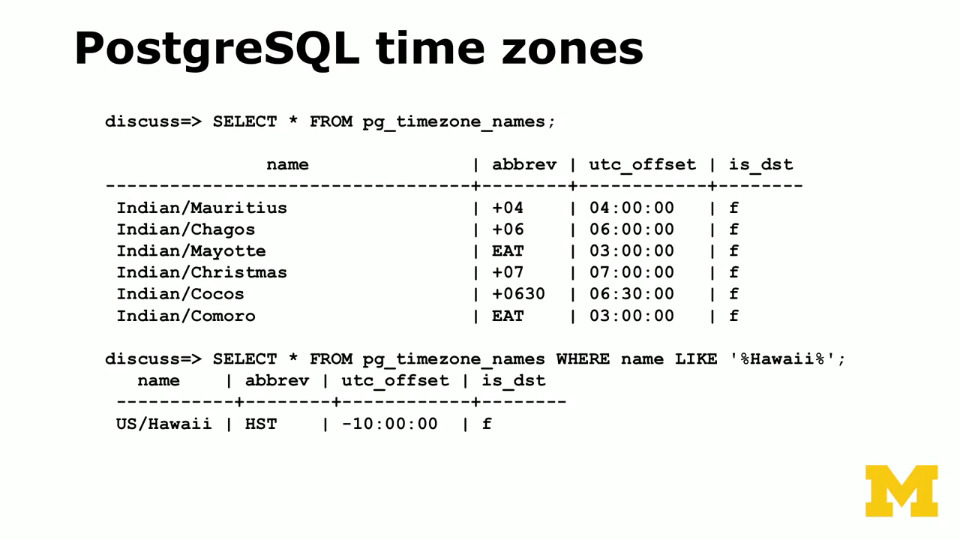 PostgreSQL time zones
discuss=> SELECT * FROM pg_timezone_names;
name | abbrev | utc_offset | is_dst
----------------------------------+--------+------------+--------
Indian/Mauritius | +04 | 04:00:00 | f
Indian/Chagos | +06 | 06:00:00 | f
Indian/Mayotte | EAT | 03:00:00 | f
Indian/Christmas | +07 | 07:00:00 | f
Indian/Cocos | +0630 | 06:30:00 | f
Indian/Comoro | EAT | 03:00:00 | f
discuss=> SELECT * FROM pg_timezone_names WHERE name LIKE '%Hawaii%';
name | abbrev | utc_offset | is_dst
-----------+--------+------------+--------
US/Hawaii | HST | -10:00:00 | f
M